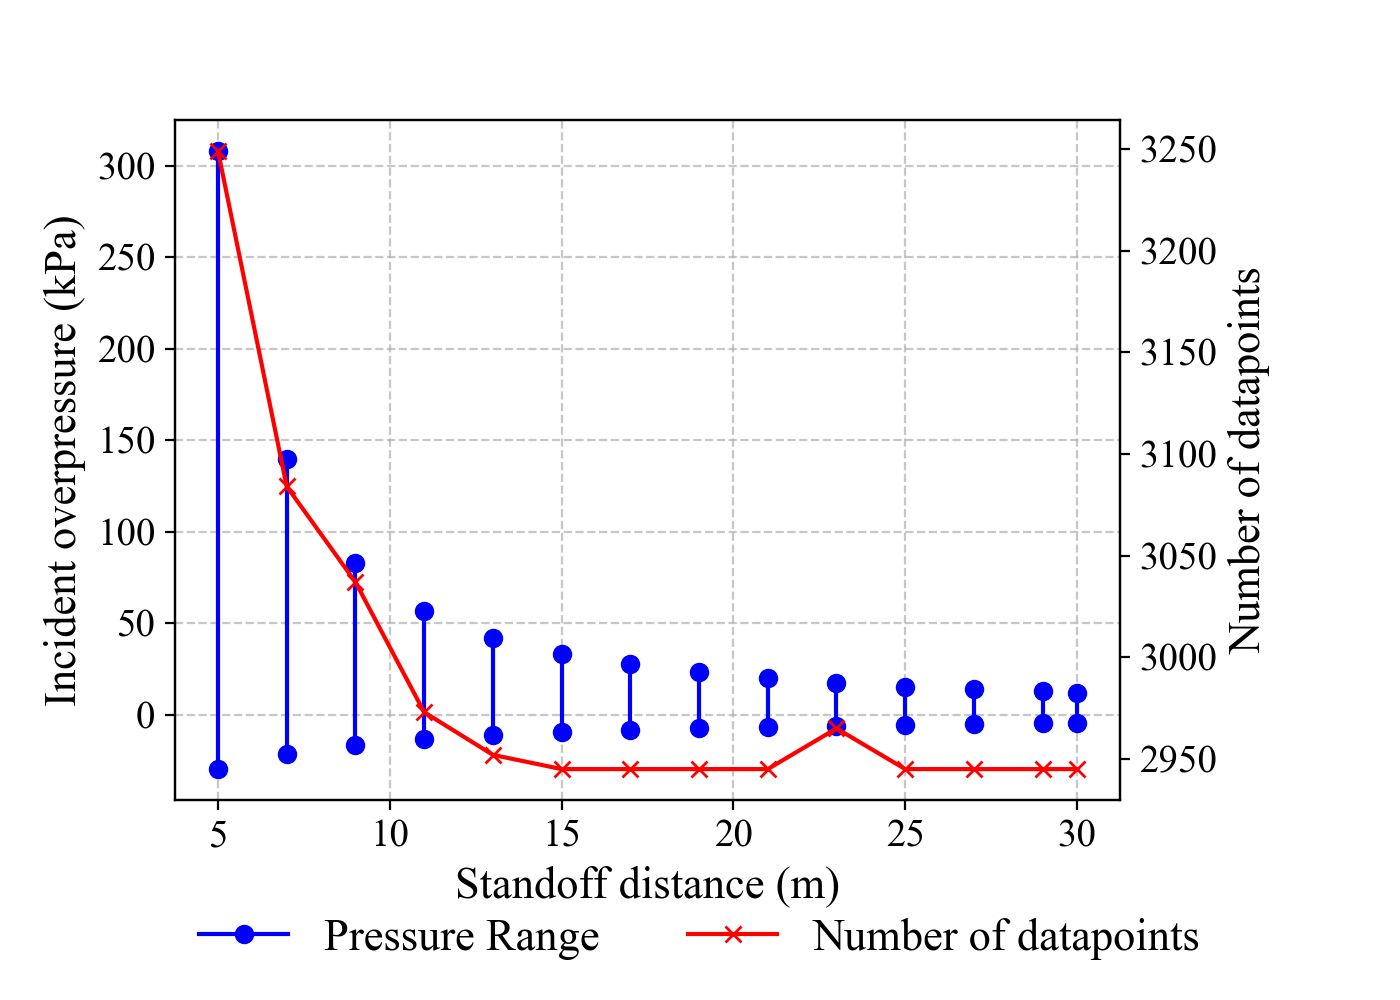 Incident overpressure (kPa)
300
250
200
150
100
50
0
3250
3200
3150
3100
3050
3000
2950
Number of datapoints
5 10 15 20 25 30
Standoff distance (m)
Pressure Range Number of datapoints